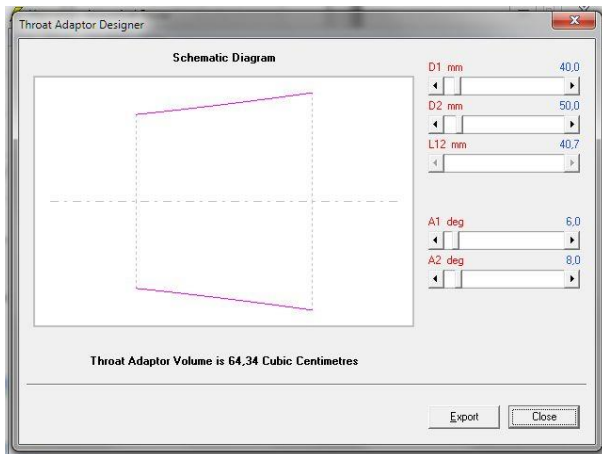 Throat Adaptor Designer
Schematic Diagram
D1 mm 40,0
D2 mm 50,0
L12 mm 40,7
A1 deg 6,0
A2 deg 8,0
Throat Adaptor Volume is 64,34 Cubic Centimetres
Export
Close